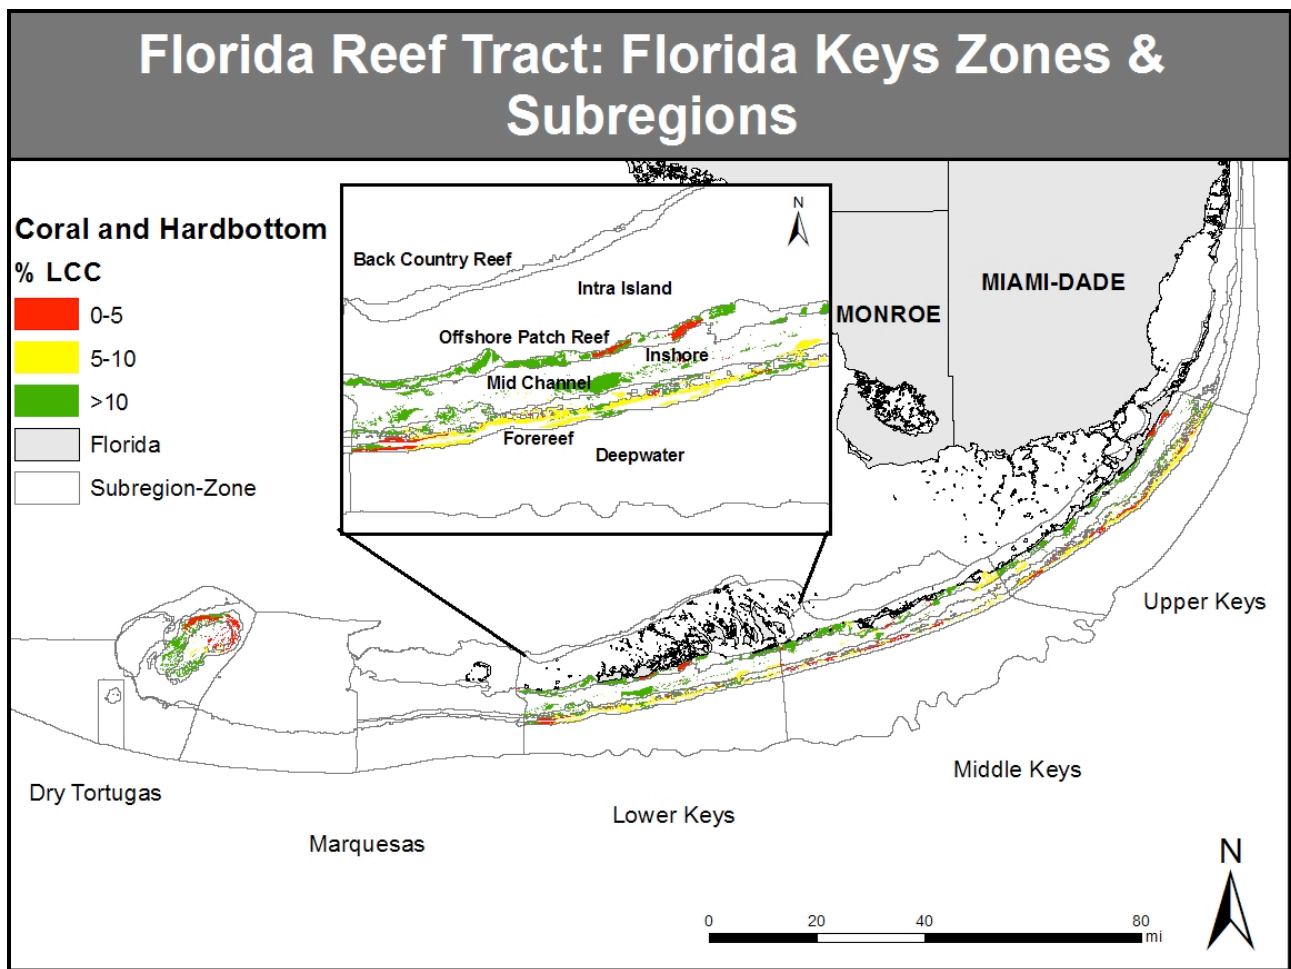 Florida Reef Tract: Florida Keys Zones &
Subregions
Coral and Hardbottom
% LCC
0-5
5-10
>10
Florida
Subregion-Zone
N
Back Country Reef
Intra Island
Offshore Patch Reef
Inshore
Mid Channel
Forereef
Deepwater
MIAMI-DADE
MONROE
Upper Keys
Middle Keys
Dry Tortugas
Lower Keys
Marquesas
N
0 20 40 80
mi